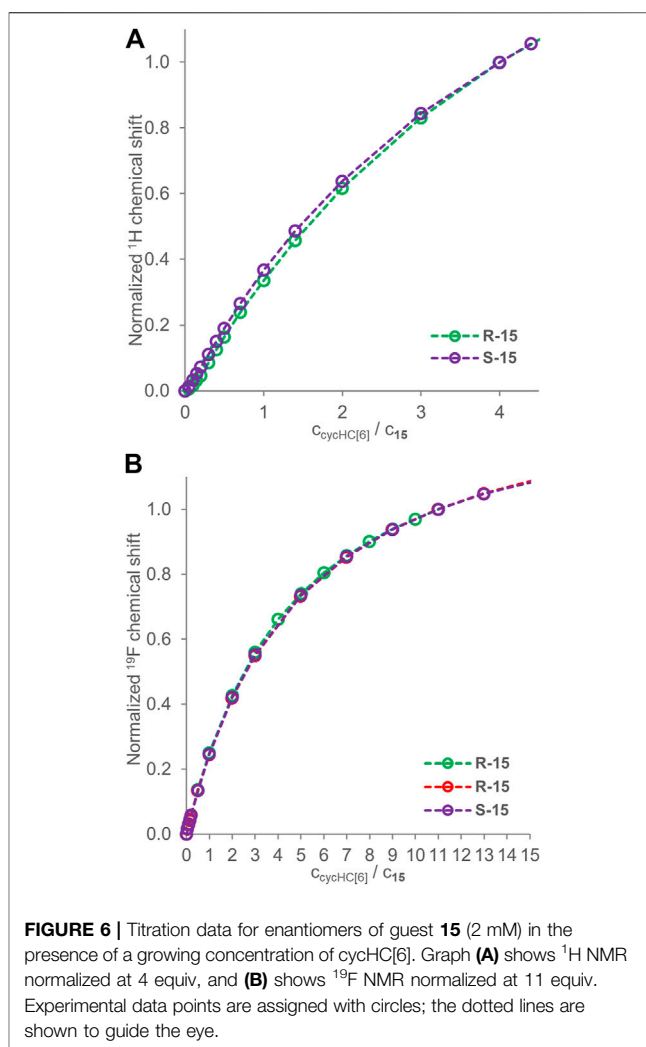 A
Normalized ¹H chemical shift
1.0
0.8
0.6
0.4
0.2
0.0
R-15
S-15
0 1 2 3 4
c_cycHC[6] / c_15
B
Normalized ¹⁹F chemical shift
1.0
0.8
0.6
0.4
0.2
0.0
R-15
R-15
S-15
0 1 2 3 4 5 6 7 8 9 10 11 12 13 14 15
c_cycHC[6] / c_15
FIGURE 6 | Titration data for enantiomers of guest 15 (2 mM) in the
presence of a growing concentration of cycHC[6]. Graph (A) shows ¹H NMR
normalized at 4 equiv, and (B) shows ¹⁹F NMR normalized at 11 equiv.
Experimental data points are assigned with circles; the dotted lines are
shown to guide the eye.